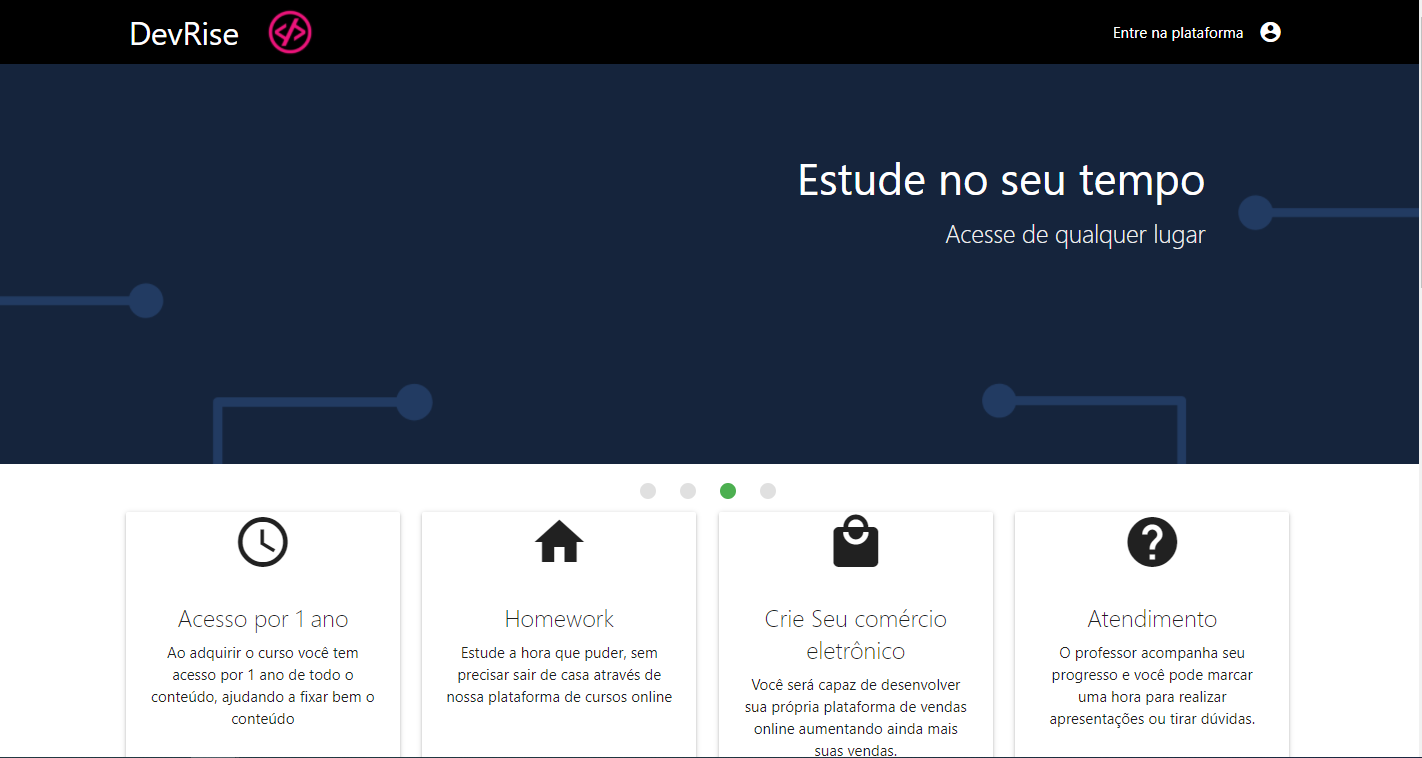 DevRise
Entre na plataforma
Estude no seu tempo
Acesse de qualquer lugar
Acesso por 1 ano
Ao adquirir o curso você tem
acesso por 1 ano de todo o
conteúdo, ajudando a fixar bem o
conteúdo
Homework
Estude a hora que puder, sem
precisar sair de casa através de
nossa plataforma de cursos online
Crie Seu comércio
eletrônico
Você será capaz de desenvolver
sua própria plataforma de vendas
online aumentando ainda mais
suas vendas.
Atendimento
O professor acompanha seu
progresso e você pode marcar
uma hora para realizar
apresentações ou tirar dúvidas.